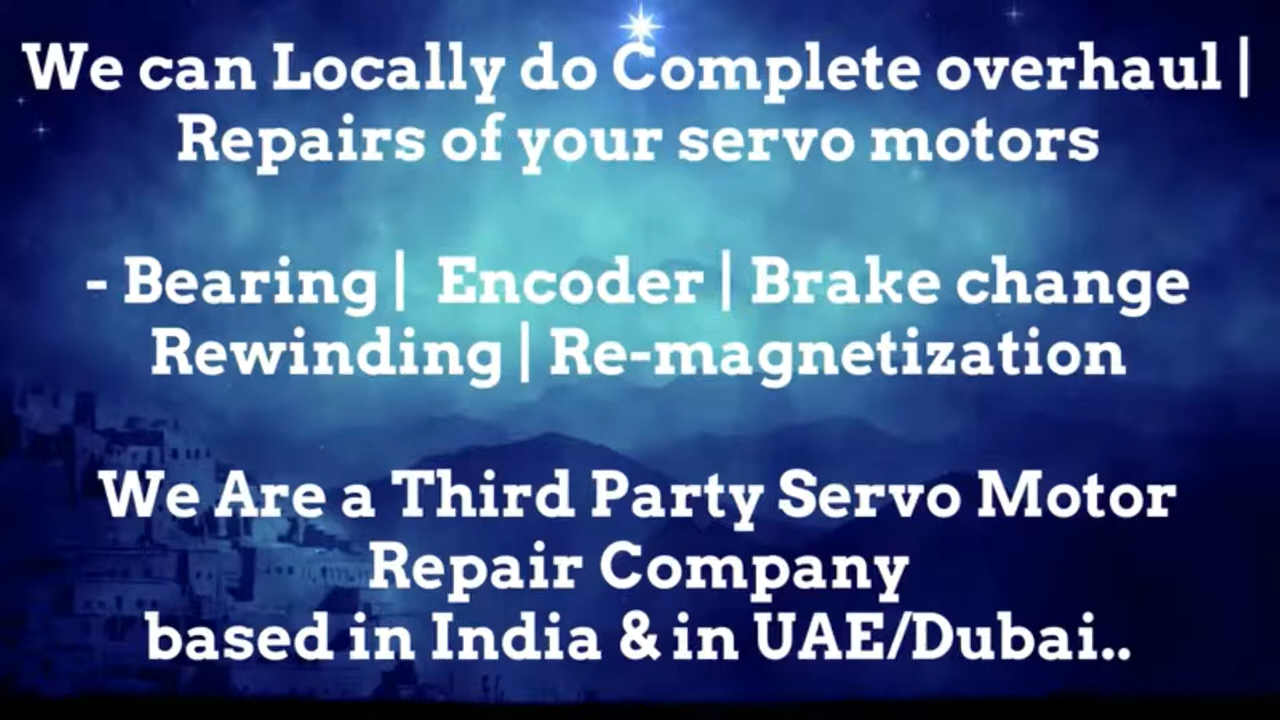 We can Locally do Complete overhaul |
Repairs of your servo motors
- Bearing | Encoder | Brake change
Rewinding | Re-magnetization
We Are a Third Party Servo Motor
Repair Company
based in India & in UAE/Dubai..